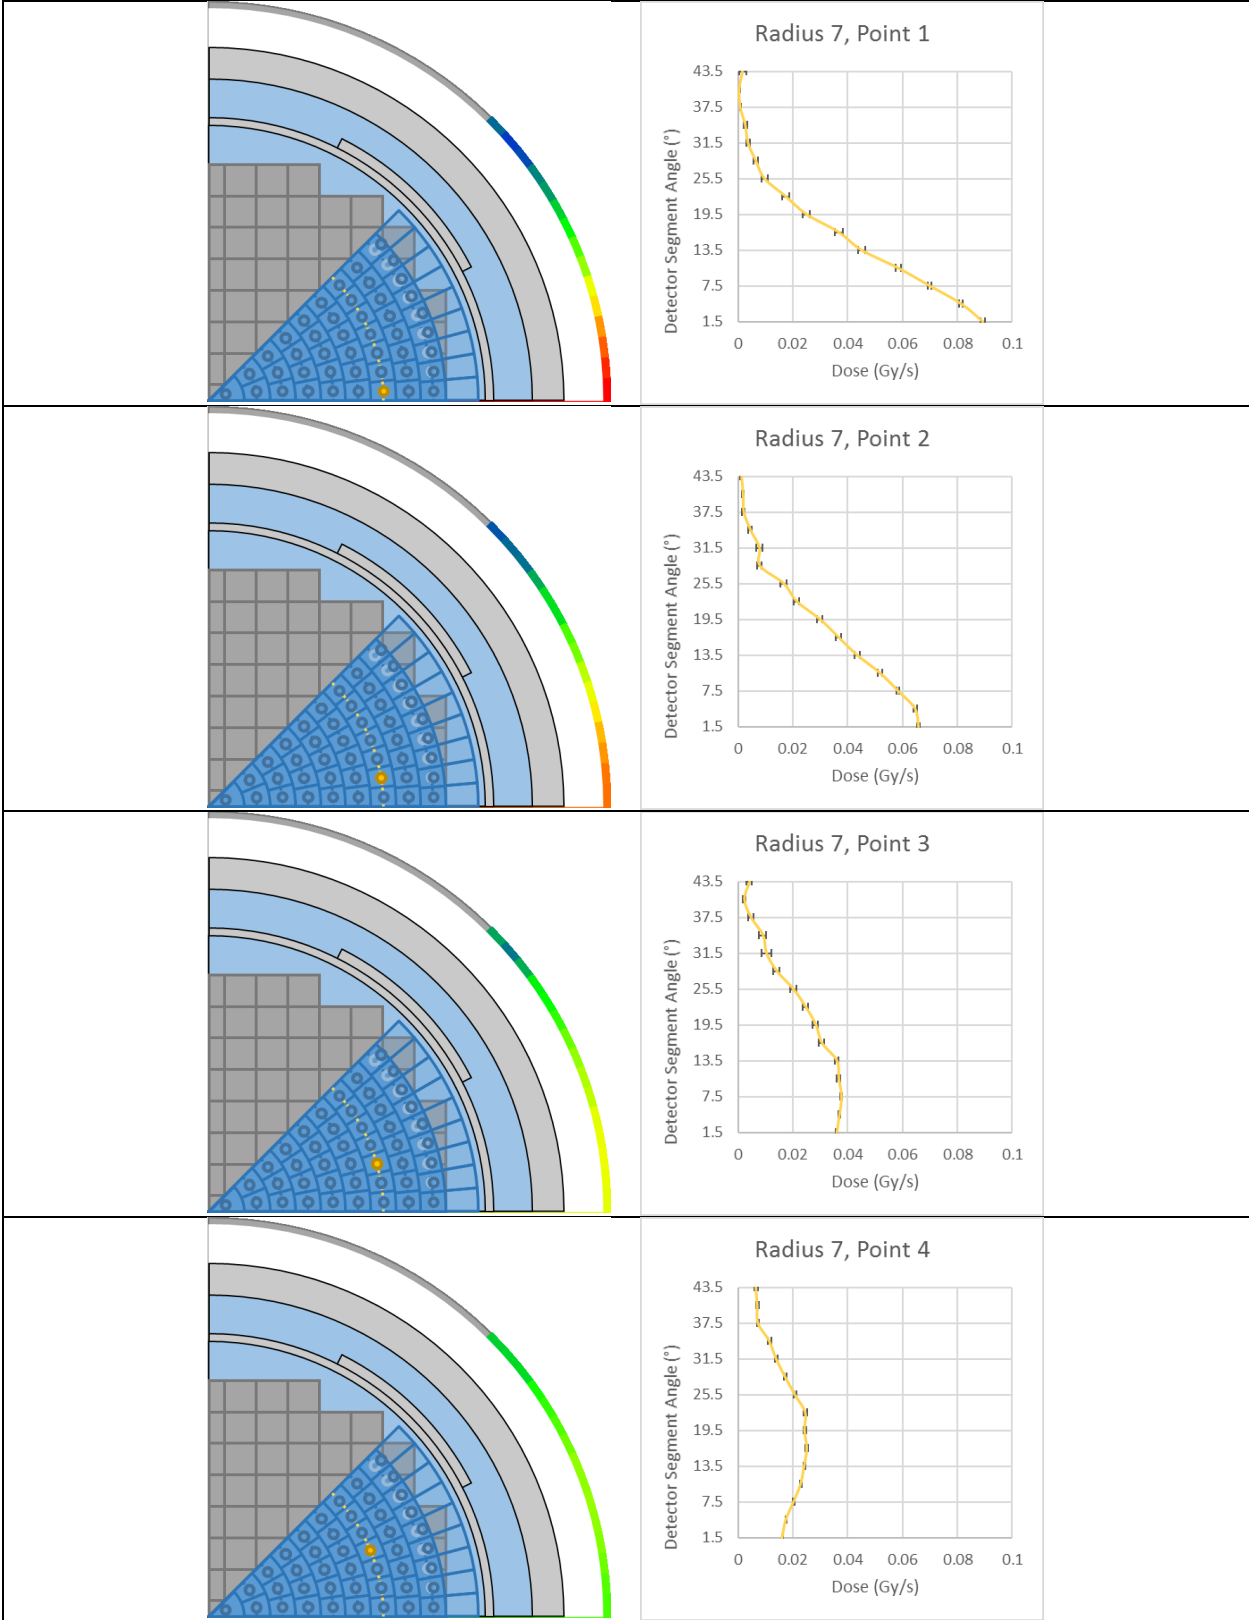 Radius 7, Point 1
Detector Segment Angle (°)
43.5
37.5
31.5
25.5
19.5
13.5
7.5
1.5
0 0.02 0.04 0.06 0.08 0.1
Dose (Gy/s)
Radius 7, Point 2
Detector Segment Angle (°)
43.5
37.5
31.5
25.5
19.5
13.5
7.5
1.5
0 0.02 0.04 0.06 0.08 0.1
Dose (Gy/s)
Radius 7, Point 3
Detector Segment Angle (°)
43.5
37.5
31.5
25.5
19.5
13.5
7.5
1.5
0 0.02 0.04 0.06 0.08 0.1
Dose (Gy/s)
Radius 7, Point 4
Detector Segment Angle (°)
43.5
37.5
31.5
25.5
19.5
13.5
7.5
1.5
0 0.02 0.04 0.06 0.08 0.1
Dose (Gy/s)